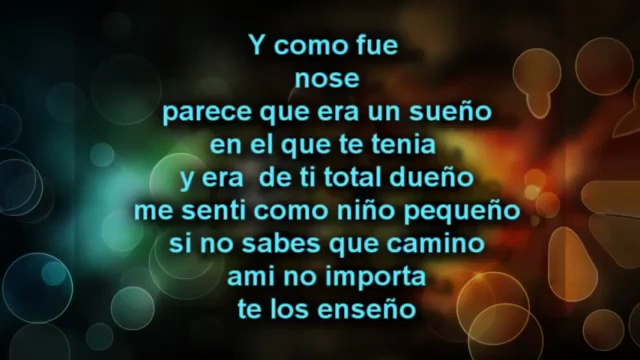 Y como fue
nose
parece que era un sueño
en el que te tenia
y era de ti total dueño
me senti como niño pequeño
si no sabes que camino
ami no importa
te los enseño